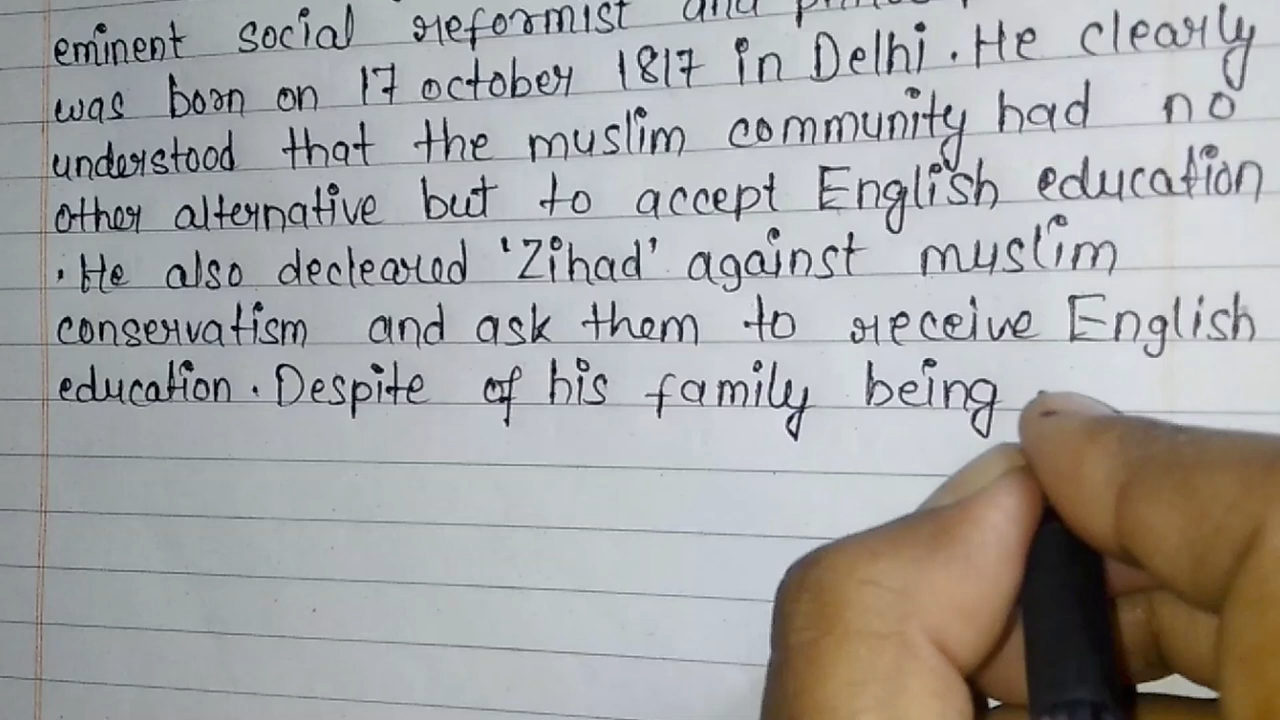 eminent social reformist and
was born on 17 october 1817 in Delhi. He clearly
understood that the muslim community had no
other alternative but to accept English education
. He also decleared 'Zihad' against muslim
conservatism and ask them to receive English
education. Despite of his family being